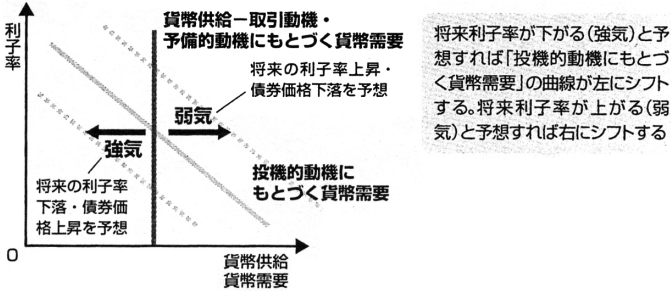 利子率
貨幣供給－取引動機・
予備的動機にもとづく貨幣需要
将来の利子率上昇・
債券価格下落を予想
弱気
強気
将来の利子率
下落・債券価
格上昇を予想
投機的動機に
もとづく貨幣需要
0
貨幣供給
貨幣需要
将来利子率が下がる(強気)と予
想すれば「投機的動機にもとづ
く貨幣需要」の曲線が左にシフト
する。将来利子率が上がる(弱
気)と予想すれば右にシフトする